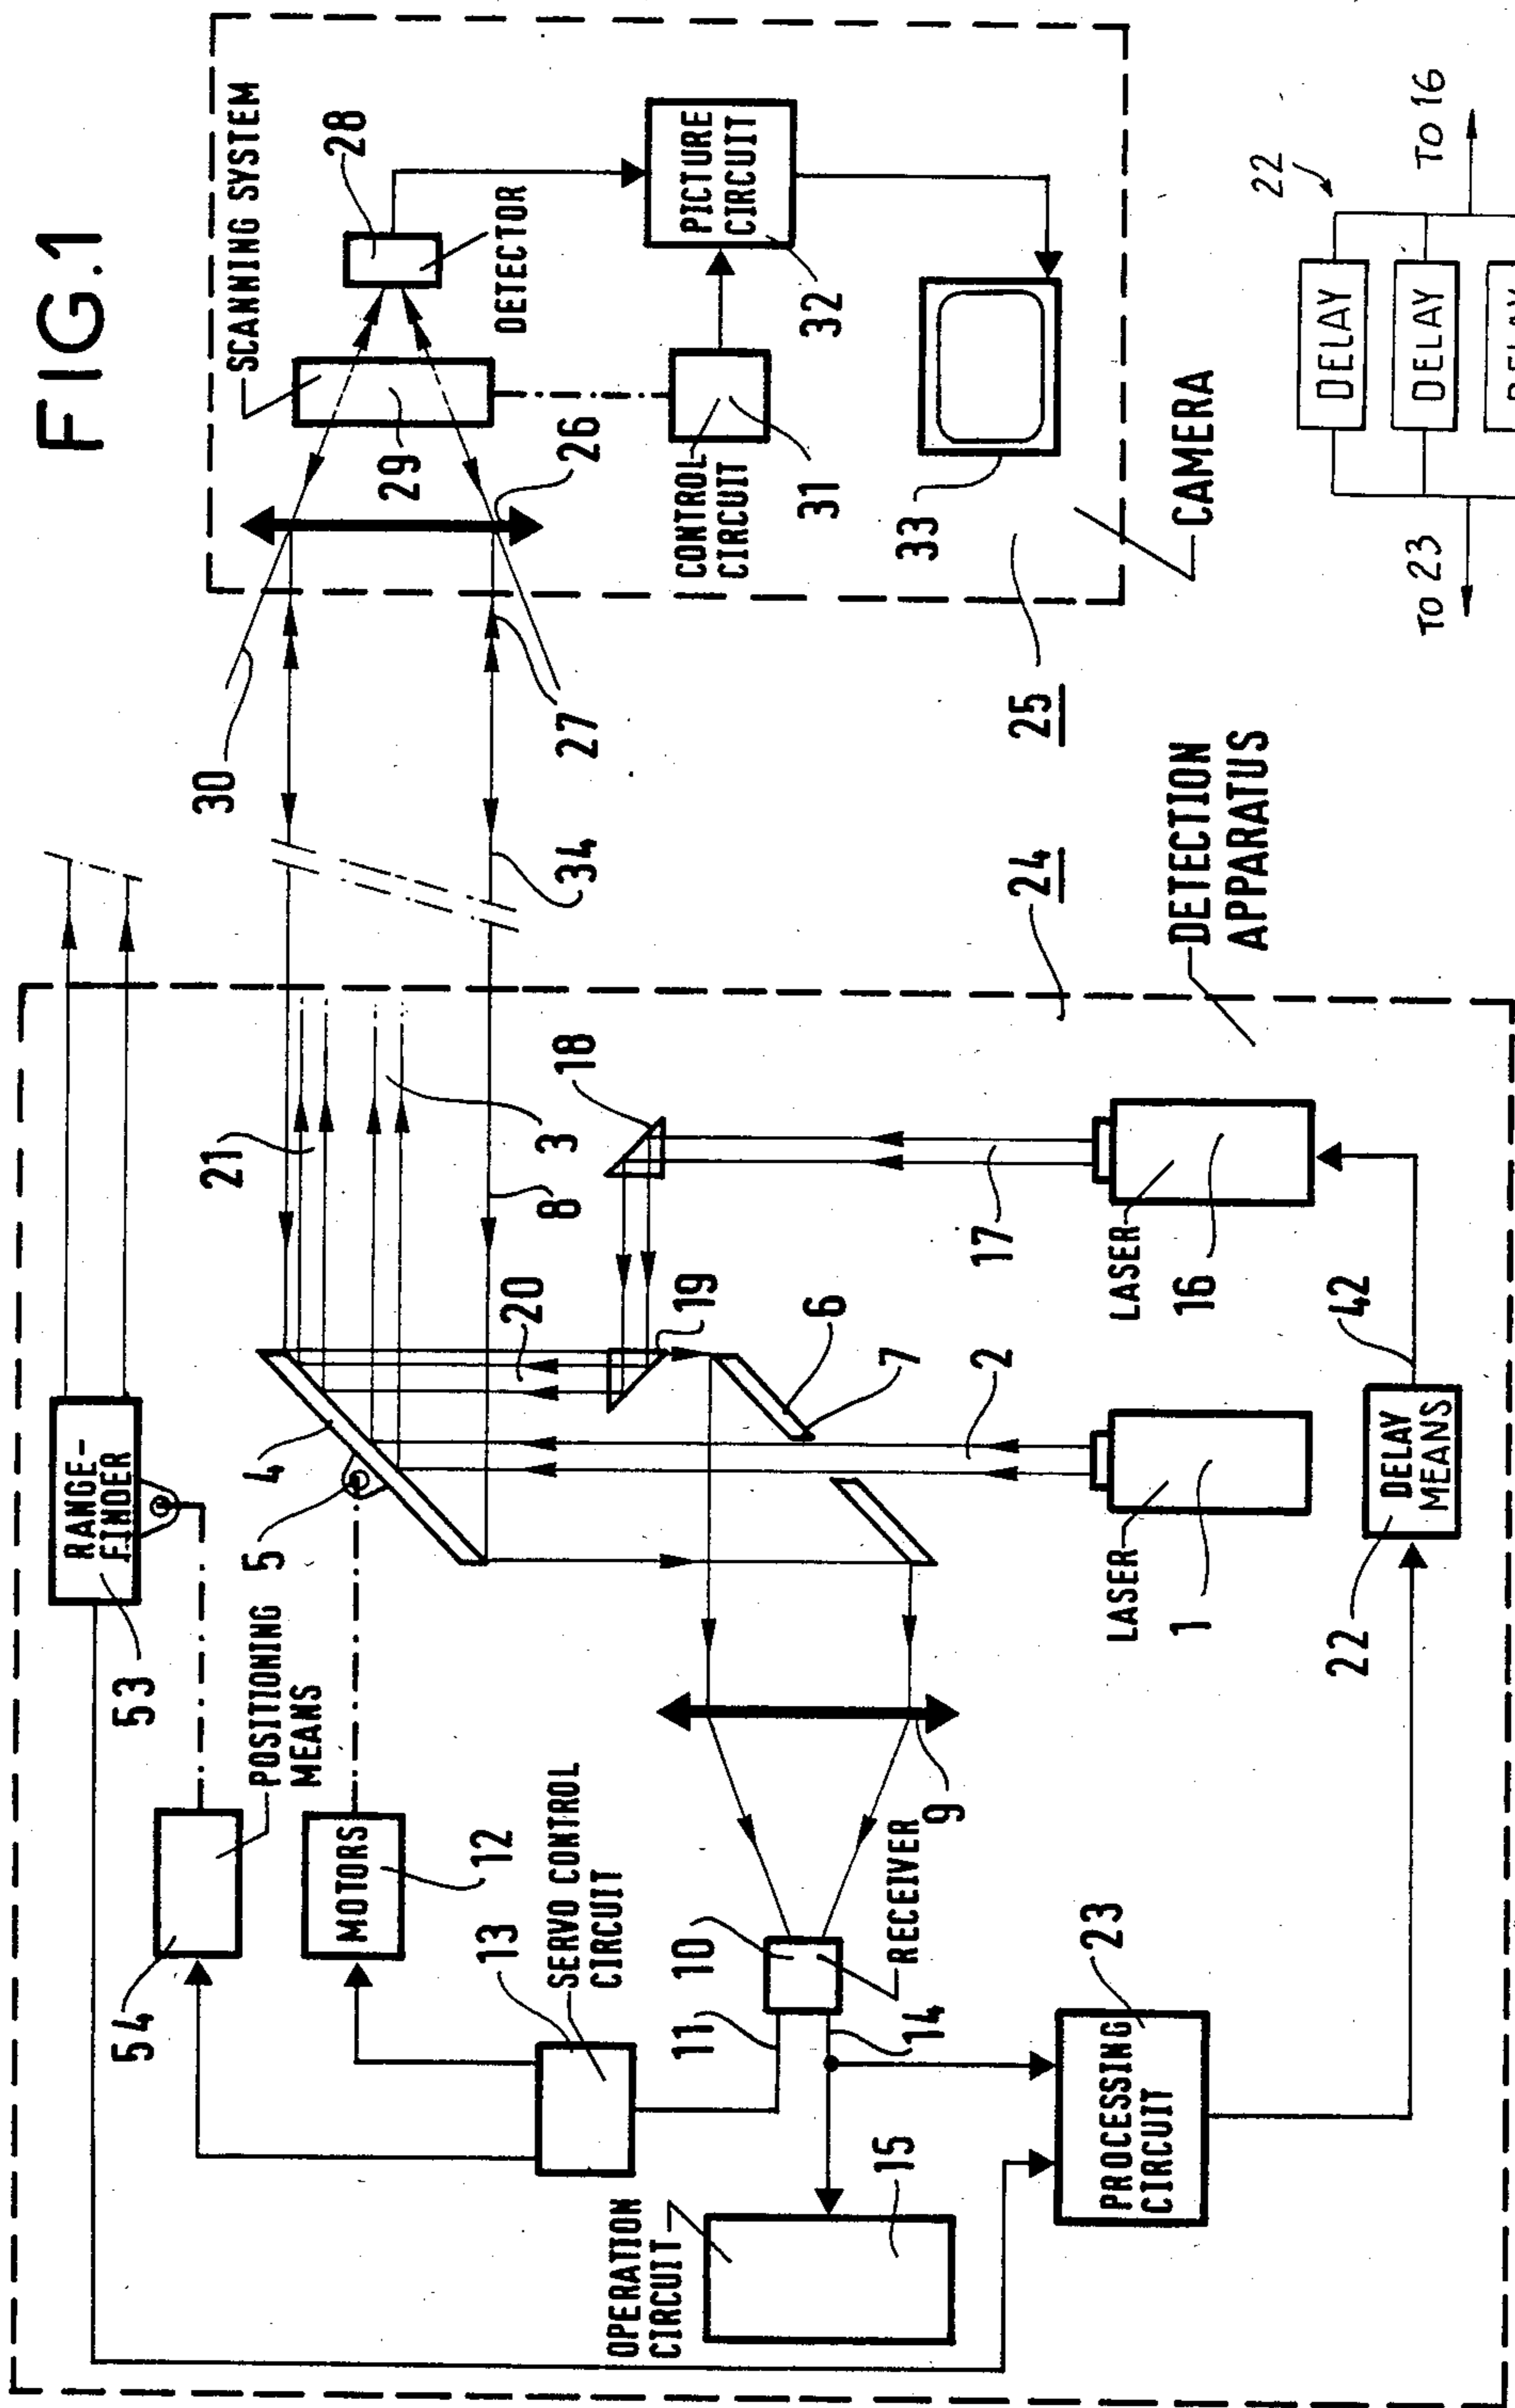 FIG.1
RANGE-
FINDER
53
POSITIONING
MEANS
54
MOTORS
12
SERVO CONTROL
CIRCUIT
13
5
4
21
3
8
20
18
19
6
7
2
17
LASER
16
LASER
1
42
DELAY
MEANS
22
9
10
RECEIVER
11
14
OPERATION
CIRCUIT
15
PROCESSING
CIRCUIT
23
24
DETECTION
APPARATUS
30
34
27
25
CAMERA
SCANNING SYSTEM
28
DETECTOR
29
26
CONTROL
CIRCUIT
31
PICTURE
CIRCUIT
32
33
22
TO 16
DELAY
DELAY
TO 23